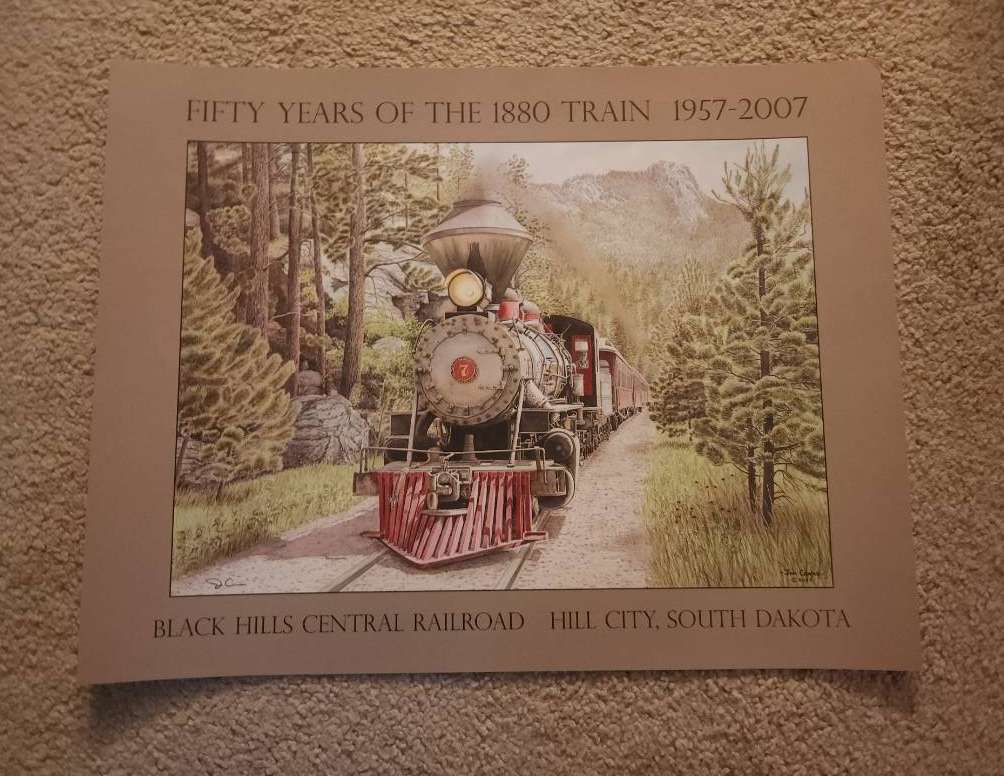 FIFTY YEARS OF THE 1880 TRAIN 1957-2007
7
BLACK HILLS CENTRAL RAILROAD HILL CITY, SOUTH DAKOTA